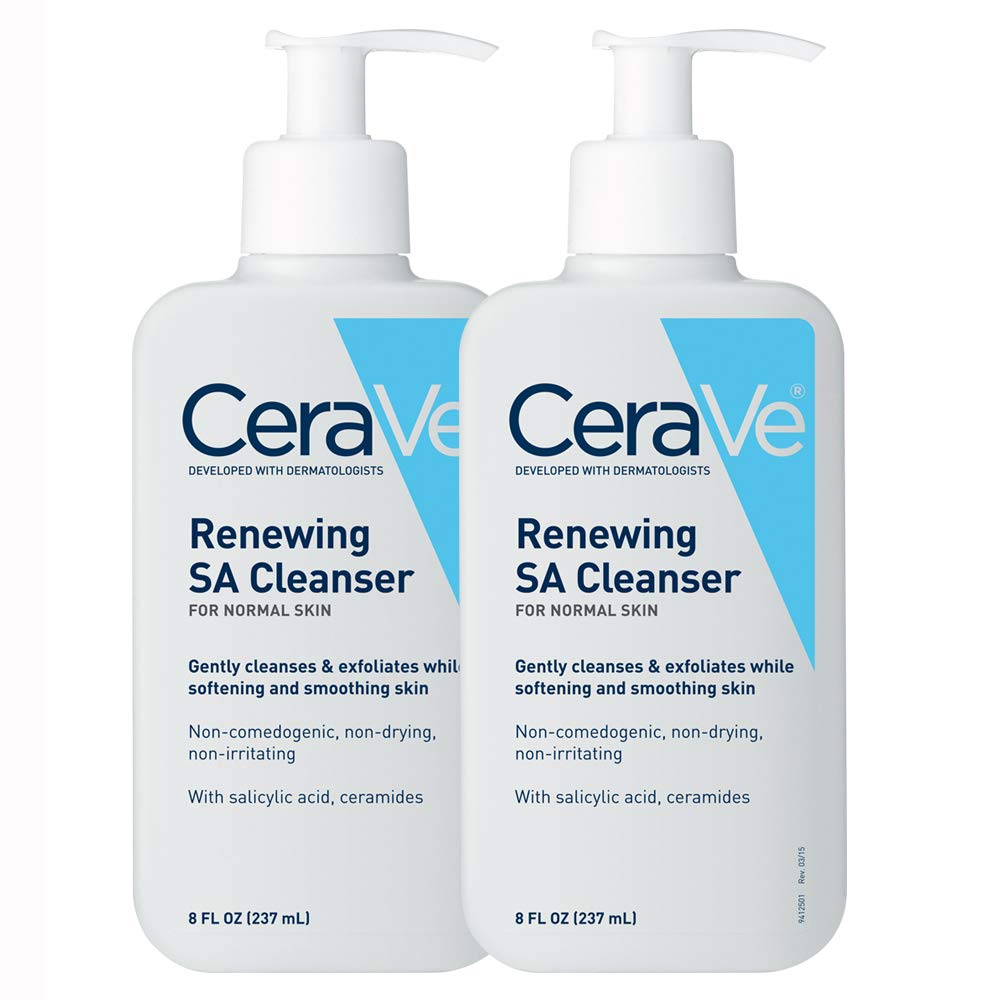 CeraVe
DEVELOPED WITH DERMATOLOGISTS
Renewing
SA Cleanser
FOR NORMAL SKIN
Gently cleanses & exfoliates while
softening and smoothing skin
Non-comedogenic, non-drying,
non-irritating
With salicylic acid, ceramides
8 FL OZ (237 mL)
CeraVe®
DEVELOPED WITH DERMATOLOGISTS
Renewing
SA Cleanser
FOR NORMAL SKIN
Gently cleanses & exfoliates while
softening and smoothing skin
Non-comedogenic, non-drying,
non-irritating
With salicylic acid, ceramides
8 FL OZ (237 mL)
9412501 Rev. 03/15